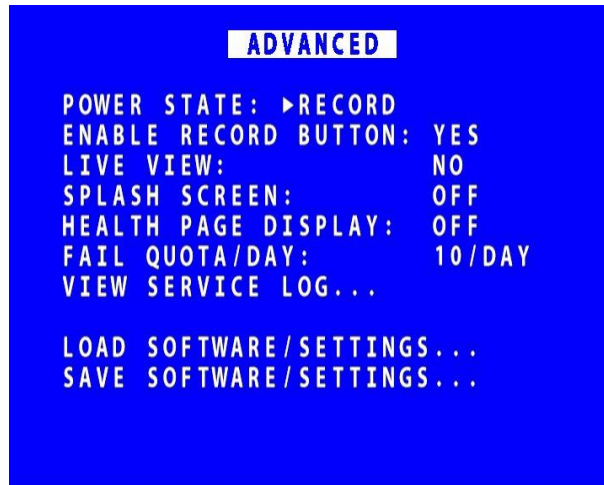 ADVANCED
POWER STATE: ▶RECORD
ENABLE RECORD BUTTON: YES
LIVE VIEW: NO
SPLASH SCREEN: OFF
HEALTH PAGE DISPLAY: OFF
FAIL QUOTA/DAY: 10/DAY
VIEW SERVICE LOG...
LOAD SOFTWARE/SETTINGS...
SAVE SOFTWARE/SETTINGS...